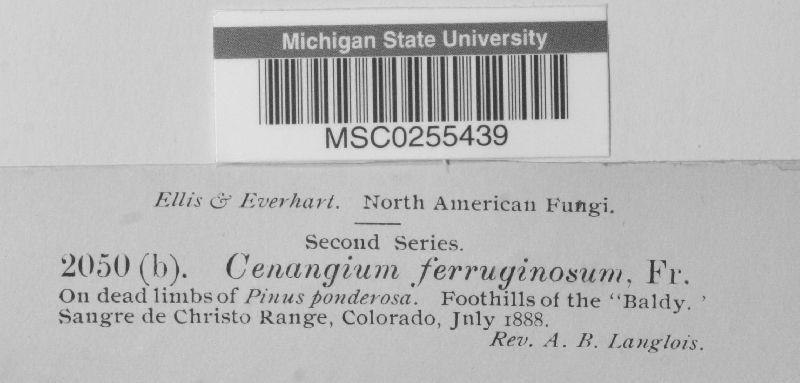 Michigan State University
MSC0255439
Ellis & Everhart. North American Fungi.
Second Series.
2050 (b). Cenangium ferruginosum, Fr.
On dead limbs of Pinus ponderosa. Foothills of the "Baldy.'
Sangre de Christo Range, Colorado, Jnly 1888.
Rev. A. B. Langlois.